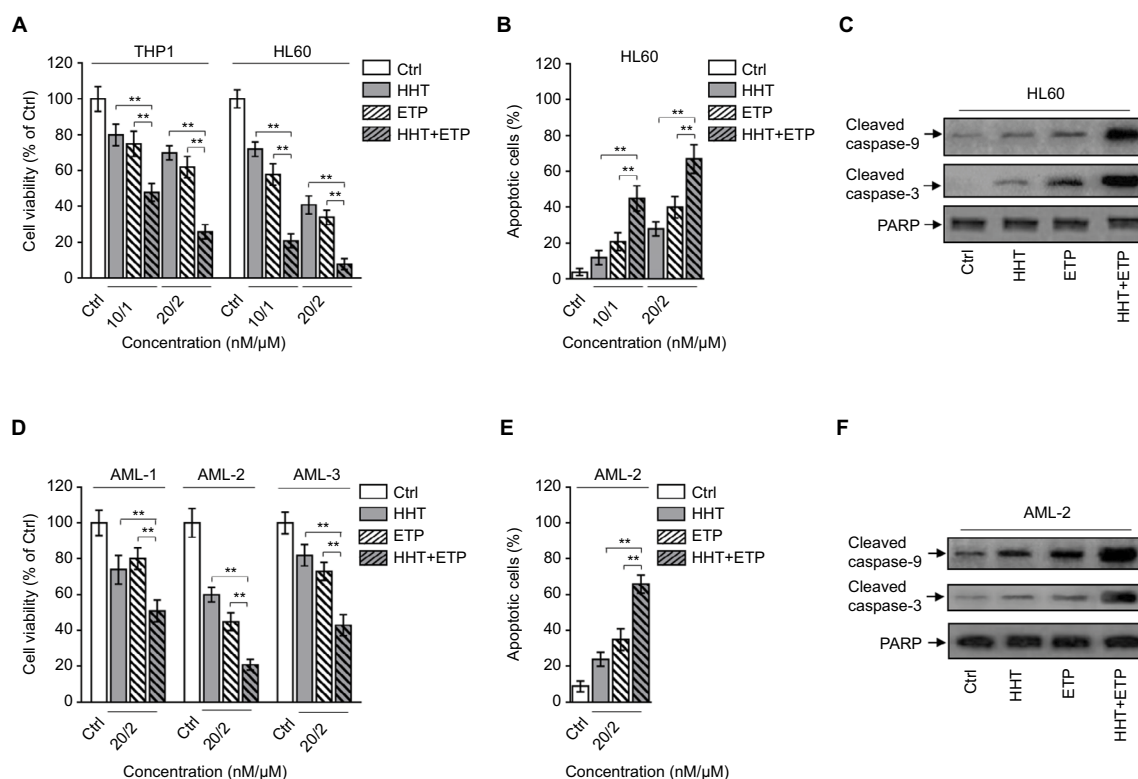 A
THP1
HL60
Ctrl
HHT
ETP
HHT+ETP
Cell viability (% of Ctrl)
120
100
80
60
40
20
0
**
**
**
**
**
**
**
**
Ctrl
10/1
20/2
Ctrl
10/1
20/2
Concentration (nM/µM)
B
HL60
Ctrl
HHT
ETP
HHT+ETP
Apoptotic cells (%)
100
80
60
40
20
0
**
**
**
**
Ctrl
10/1
20/2
Concentration (nM/µM)
C
HL60
Cleaved
caspase-9
Cleaved
caspase-3
PARP
Ctrl
HHT
ETP
HHT+ETP
D
AML-1
AML-2
AML-3
Ctrl
HHT
ETP
HHT+ETP
Cell viability (% of Ctrl)
120
100
80
60
40
20
0
**
**
**
**
**
**
Ctrl
20/2
Ctrl
20/2
Ctrl
20/2
Concentration (nM/µM)
E
AML-2
Ctrl
HHT
ETP
HHT+ETP
Apoptotic cells (%)
100
80
60
40
20
0
**
**
Ctrl
20/2
Concentration (nM/µM)
F
AML-2
Cleaved
caspase-9
Cleaved
caspase-3
PARP
Ctrl
HHT
ETP
HHT+ETP